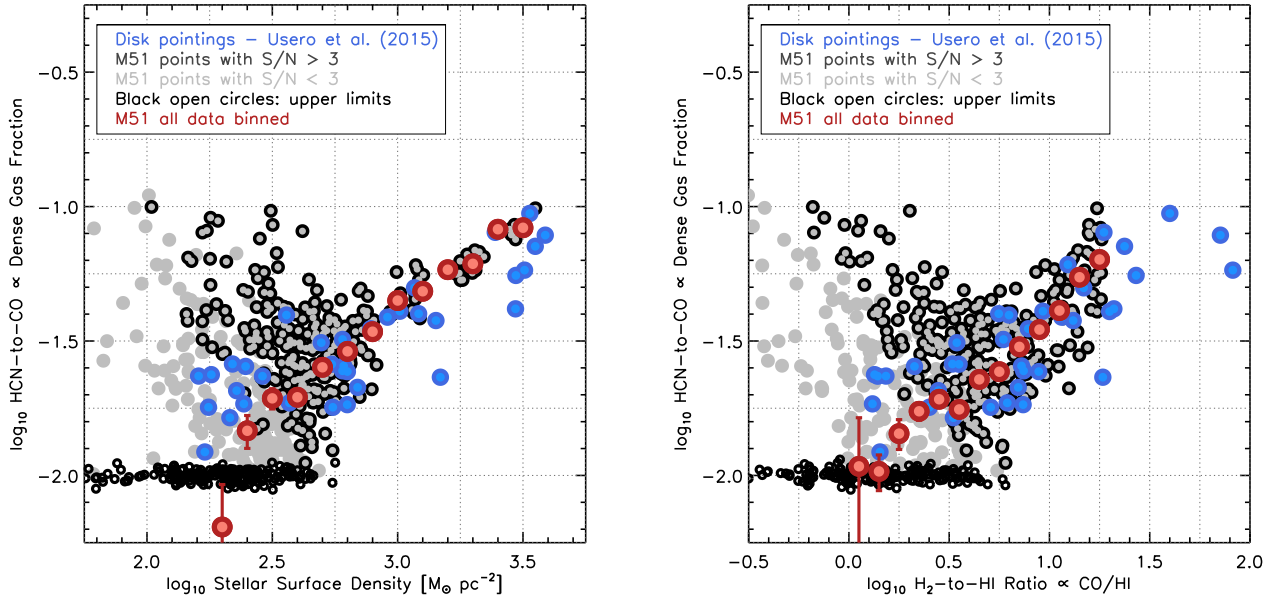 Disk pointings – Usero et al. (2015)
M51 points with S/N > 3
M51 points with S/N < 3
Black open circles: upper limits
M51 all data binned
log₁₀ HCN-to-CO ∝ Dense Gas Fraction
−0.5
−1.0
−1.5
−2.0
2.0 2.5 3.0 3.5
log₁₀ Stellar Surface Density [M⊙ pc⁻²]
Disk pointings – Usero et al. (2015)
M51 points with S/N > 3
M51 points with S/N < 3
Black open circles: upper limits
M51 all data binned
log₁₀ HCN-to-CO ∝ Dense Gas Fraction
−0.5
−1.0
−1.5
−2.0
−0.5 0.0 0.5 1.0 1.5 2.0
log₁₀ H₂-to-HI Ratio ∝ CO/HI